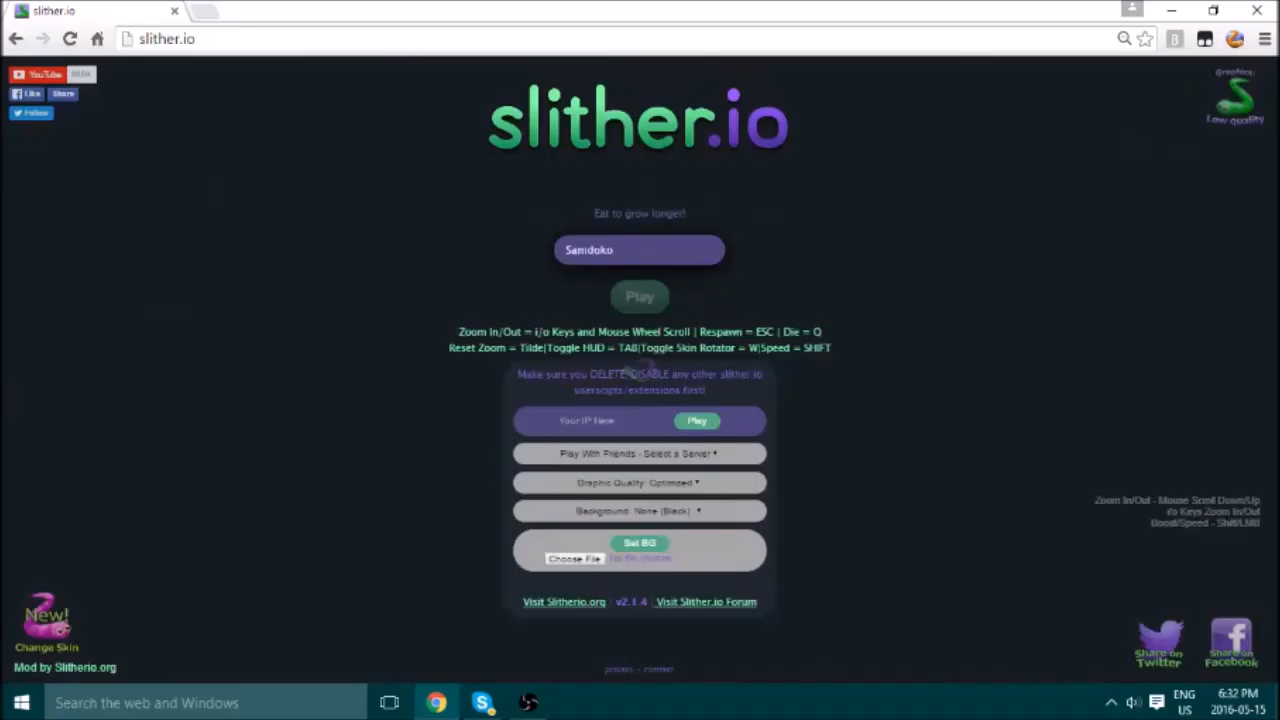 slither.io
slither.io
YouTube
Like Share
Follow
Graphics:
Low quality
slither.io
Eat to grow longer!
Samdoko
Play
Zoom In/Out = i/o Keys and Mouse Wheel Scroll | Respawn = ESC | Die = Q
Reset Zoom = Tilde|Toggle HUD = TAB|Toggle Skin Rotator = W|Speed = SHIFT
Make sure you DELETE/DISABLE any other slither.io
userscipts/extensions first!
Your IP Here Play
Play With Friends - Select a Server
Graphic Quality: Optimized
Background: None (Black)
Set BG
Choose File No file chosen
Visit Slitherio.org | v2.1.4 | Visit Slither.io Forum
Zoom In/Out - Mouse Scroll Down/Up
i/o Keys Zoom In/Out
Boost/Speed - Shift/LMB
New!
Change Skin
Mod by Slitherio.org
privacy - contact
Share on
Twitter
Share on
Facebook
Search the web and Windows
ENG
US
6:32 PM
2016-05-15